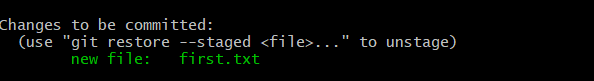 Changes to be committed:
  (use "git restore --staged <file>..." to unstage)
        new file:   first.txt